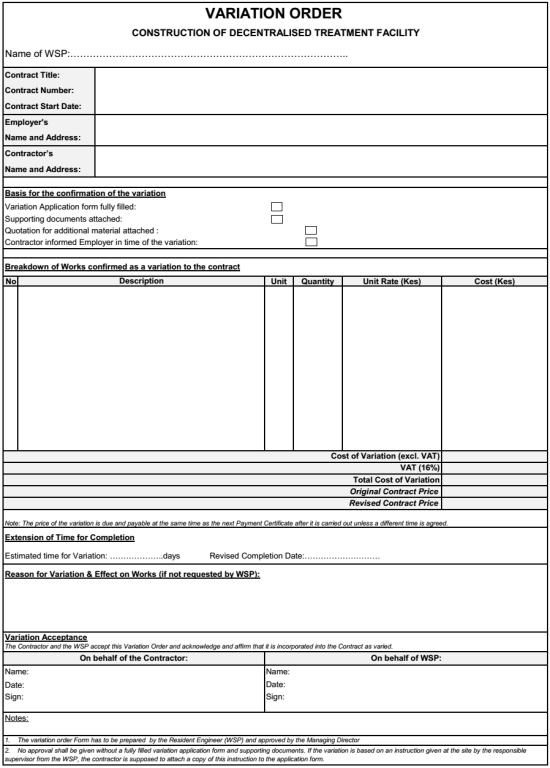 VARIATION ORDER
CONSTRUCTION OF DECENTRALISED TREATMENT FACILITY
Name of WSP:…………………………………………………………………………..
Contract Title:
Contract Number:
Contract Start Date:
Employer's
Name and Address:
Contractor's
Name and Address:
Basis for the confirmation of the variation
Variation Application form fully filled:
Supporting documents attached:
Quotation for additional material attached :
Contractor informed Employer in time of the variation:
Breakdown of Works confirmed as a variation to the contract
No Description Unit Quantity Unit Rate (Kes) Cost (Kes)
Cost of Variation (excl. VAT)
VAT (16%)
Total Cost of Variation
Original Contract Price
Revised Contract Price
Note: The price of the variation is due and payable at the same time as the next Payment Certificate after it is carried out unless a different time is agreed.
Extension of Time for Completion
Estimated time for Variation: ………………..days Revised Completion Date:……………………..
Reason for Variation & Effect on Works (if not requested by WSP):
Variation Acceptance
The Contractor and the WSP accept this Variation Order and acknowledge and affirm that it is incorporated into the Contract as varied.
On behalf of the Contractor: On behalf of WSP:
Name: Name:
Date: Date:
Sign: Sign:
Notes:
1. The variation order Form has to be prepared by the Resident Engineer (WSP) and approved by the Managing Director
2. No approval shall be given without a fully filled variation application form and supporting documents. If the variation is based on an instruction given at the site by the responsible
supervisor from the WSP, the contractor is supposed to attach a copy of this instruction to the application form.